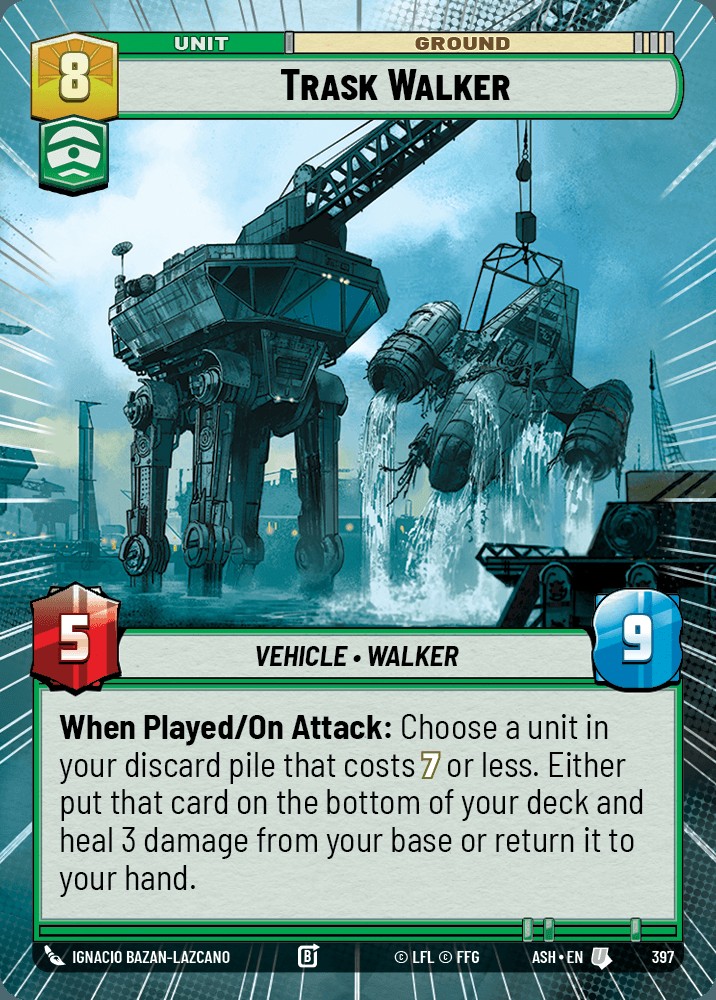 UNIT
GROUND
8
TRASK WALKER
5
VEHICLE • WALKER
9
When Played/On Attack: Choose a unit in
your discard pile that costs 7 or less. Either
put that card on the bottom of your deck and
heal 3 damage from your base or return it to
your hand.
IGNACIO BAZAN-LAZCANO B © LFL © FFG ASH • EN U 397